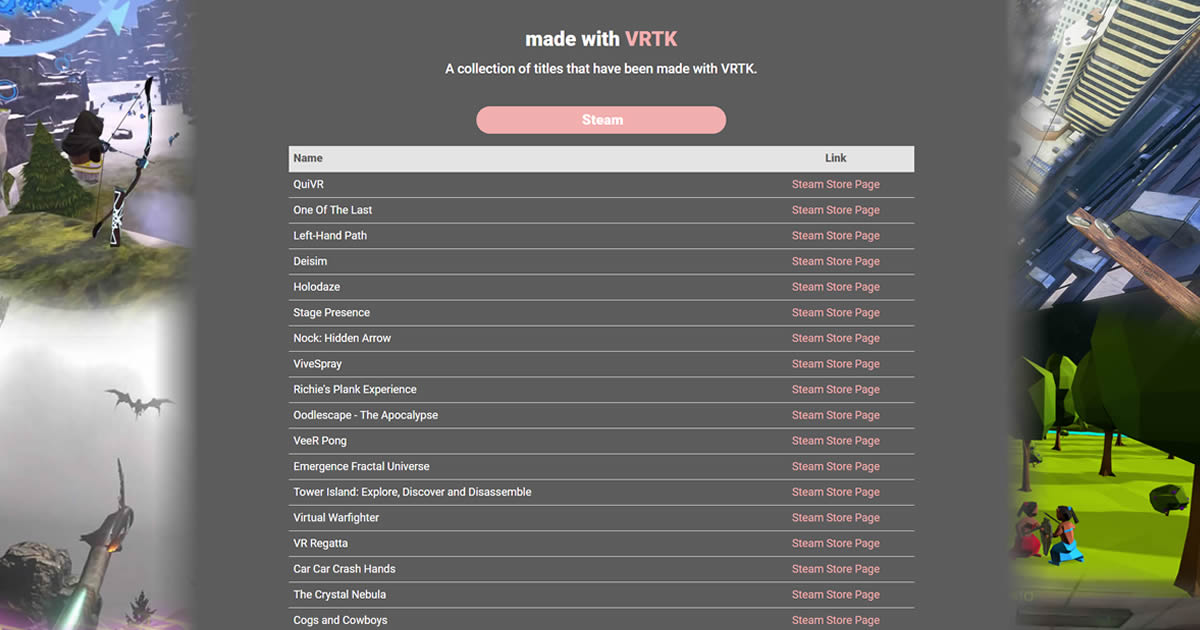 made with VRTK
A collection of titles that have been made with VRTK.
Steam
Name Link
QuiVR Steam Store Page
One Of The Last Steam Store Page
Left-Hand Path Steam Store Page
Deisim Steam Store Page
Holodaze Steam Store Page
Stage Presence Steam Store Page
Nock: Hidden Arrow Steam Store Page
ViveSpray Steam Store Page
Richie's Plank Experience Steam Store Page
Oodlescape - The Apocalypse Steam Store Page
VeeR Pong Steam Store Page
Emergence Fractal Universe Steam Store Page
Tower Island: Explore, Discover and Disassemble Steam Store Page
Virtual Warfighter Steam Store Page
VR Regatta Steam Store Page
Car Car Crash Hands Steam Store Page
The Crystal Nebula Steam Store Page
Cogs and Cowboys Steam Store Page